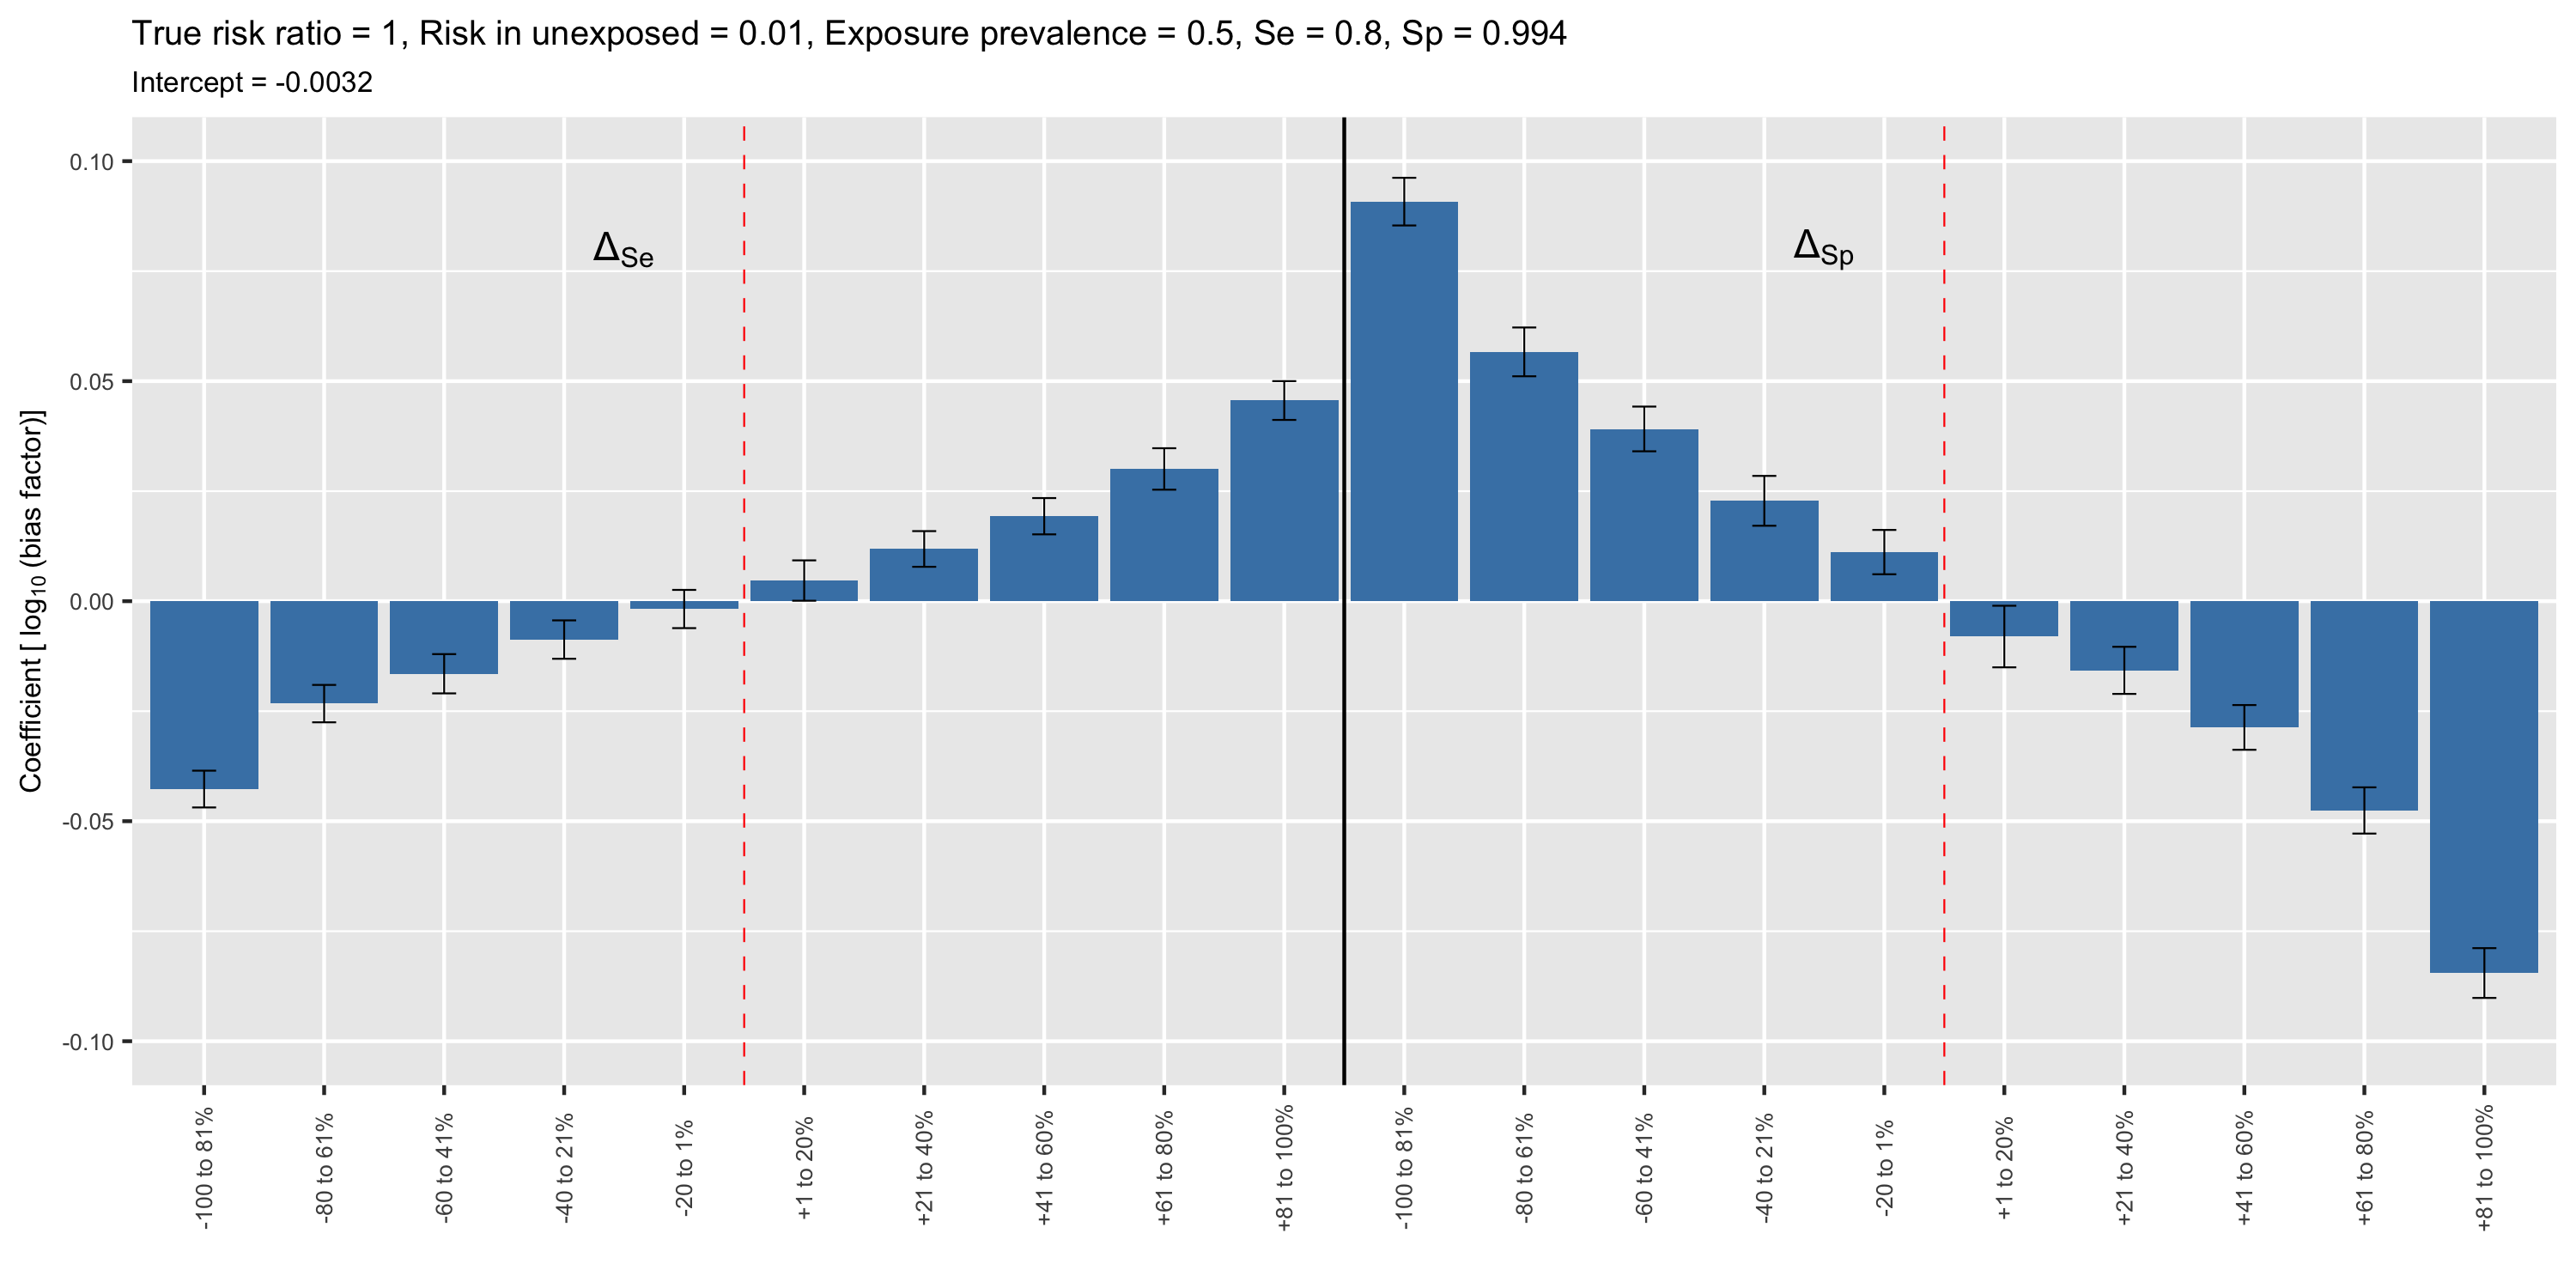 True risk ratio = 1, Risk in unexposed = 0.01, Exposure prevalence = 0.5, Se = 0.8, Sp = 0.994
Intercept = -0.0032
Coefficient [ log10 (bias factor)]
0.10
0.05
0.00
-0.05
-0.10
ΔSe
ΔSp
-100 to 81%
-80 to 61%
-60 to 41%
-40 to 21%
-20 to 1%
+1 to 20%
+21 to 40%
+41 to 60%
+61 to 80%
+81 to 100%
-100 to 81%
-80 to 61%
-60 to 41%
-40 to 21%
-20 to 1%
+1 to 20%
+21 to 40%
+41 to 60%
+61 to 80%
+81 to 100%